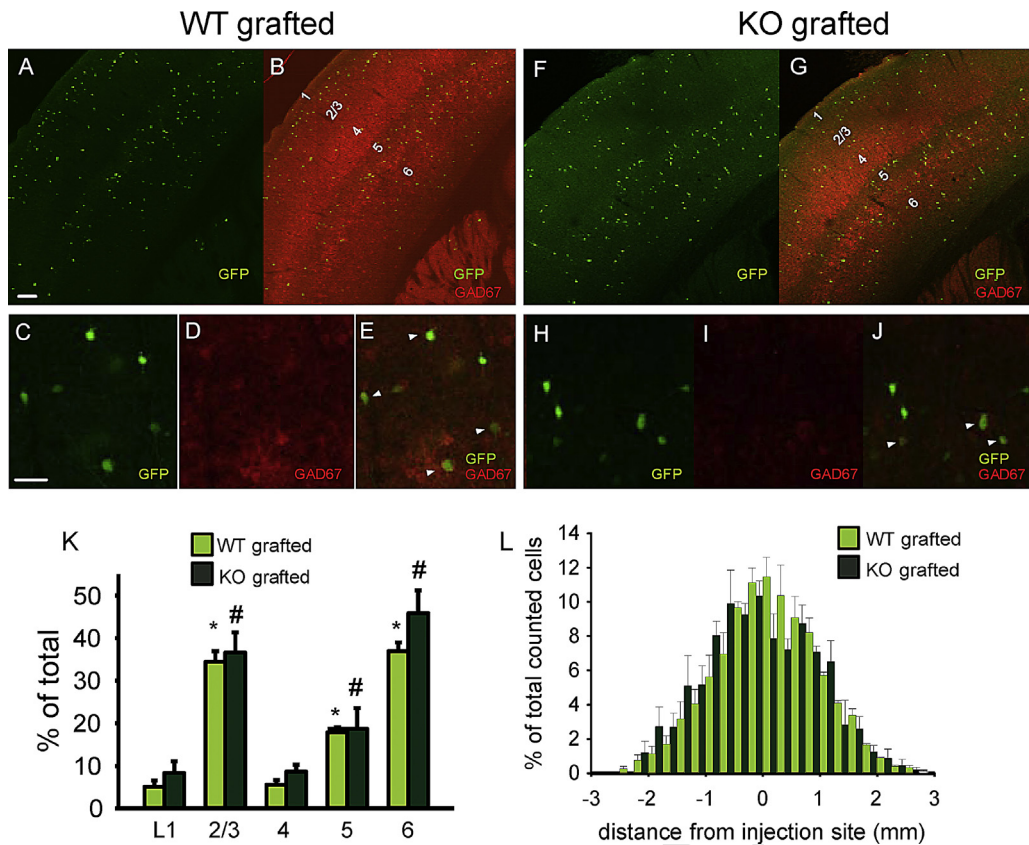 WT grafted
KO grafted
A
B
1
2/3
4
5
6
GFP
GFP
GAD67
F
G
1
2/3
4
5
6
GFP
GFP
GAD67
C
D
E
GFP
GAD67
GFP
GAD67
H
I
J
GFP
GAD67
GFP
GAD67
K
WT grafted
KO grafted
% of total
50
40
30
20
10
0
*
#
*
#
*
#
L1
2/3
4
5
6
L
WT grafted
KO grafted
% of total counted cells
14
12
10
8
6
4
2
0
-3
-2
-1
0
1
2
3
distance from injection site (mm)